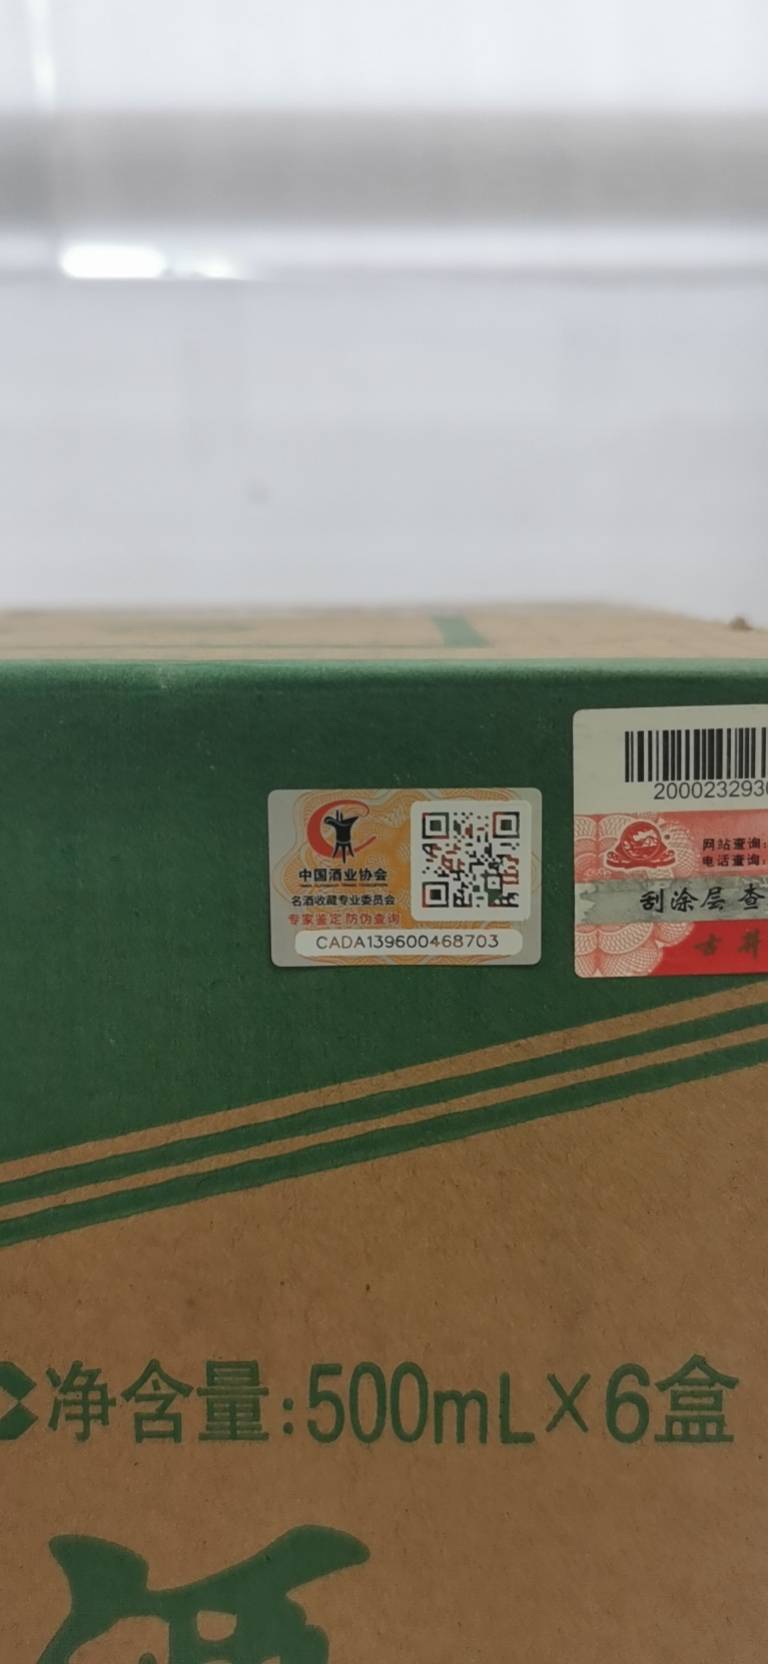 中国酒业协会
名酒收藏专业委员会
专家鉴定 防伪查询
CADA139600468703
2000232930
网站查询:
电话查询:
刮涂层 查
古井
净含量:500mL×6盒
酒